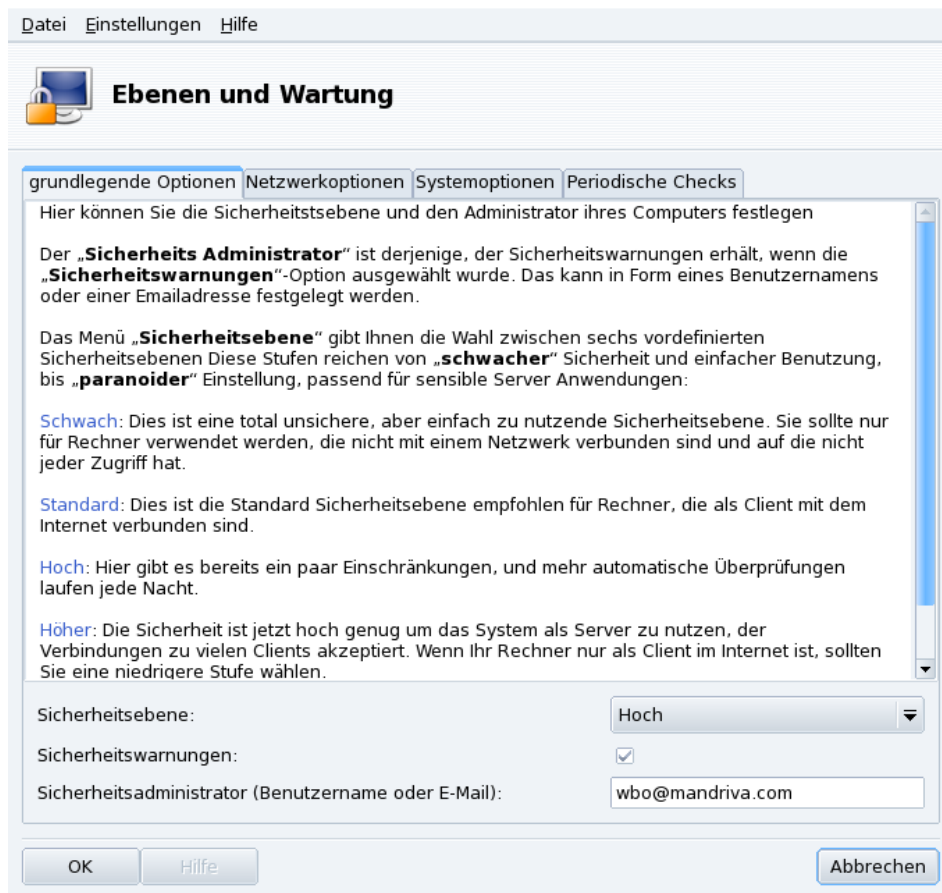 Datei Einstellungen Hilfe
Ebenen und Wartung
grundlegende Optionen Netzwerkoptionen Systemoptionen Periodische Checks
Hier können Sie die Sicherheitstsebene und den Administrator ihres Computers festlegen
Der „Sicherheits Administrator“ ist derjenige, der Sicherheitswarnungen erhält, wenn die
„Sicherheitswarnungen“-Option ausgewählt wurde. Das kann in Form eines Benutzernamens
oder einer Emailadresse festgelegt werden.
Das Menü „Sicherheitsebene“ gibt Ihnen die Wahl zwischen sechs vordefinierten
Sicherheitsebenen Diese Stufen reichen von „schwacher“ Sicherheit und einfacher Benutzung,
bis „paranoider“ Einstellung, passend für sensible Server Anwendungen:
Schwach: Dies ist eine total unsichere, aber einfach zu nutzende Sicherheitsebene. Sie sollte nur
für Rechner verwendet werden, die nicht mit einem Netzwerk verbunden sind und auf die nicht
jeder Zugriff hat.
Standard: Dies ist die Standard Sicherheitsebene empfohlen für Rechner, die als Client mit dem
Internet verbunden sind.
Hoch: Hier gibt es bereits ein paar Einschränkungen, und mehr automatische Überprüfungen
laufen jede Nacht.
Höher: Die Sicherheit ist jetzt hoch genug um das System als Server zu nutzen, der
Verbindungen zu vielen Clients akzeptiert. Wenn Ihr Rechner nur als Client im Internet ist, sollten
Sie eine niedrigere Stufe wählen.
Sicherheitsebene: Hoch
Sicherheitswarnungen:
Sicherheitsadministrator (Benutzername oder E-Mail): wbo@mandriva.com
OK Hilfe Abbrechen